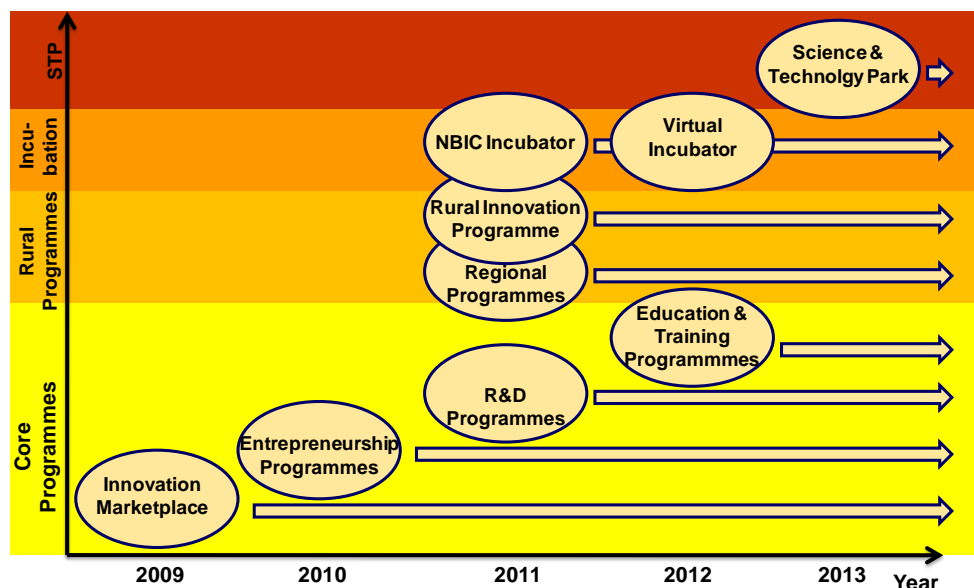 STP
Science &
Technolgy Park
Incu-
bation
NBIC Incubator
Virtual
Incubator
Rural
Programmes
Rural Innovation
Programme
Regional
Programmes
Core
Programmes
Education &
Training
Programmmes
R&D
Programmes
Entrepreneurship
Programmes
Innovation
Marketplace
2009
2010
2011
2012
2013
Year